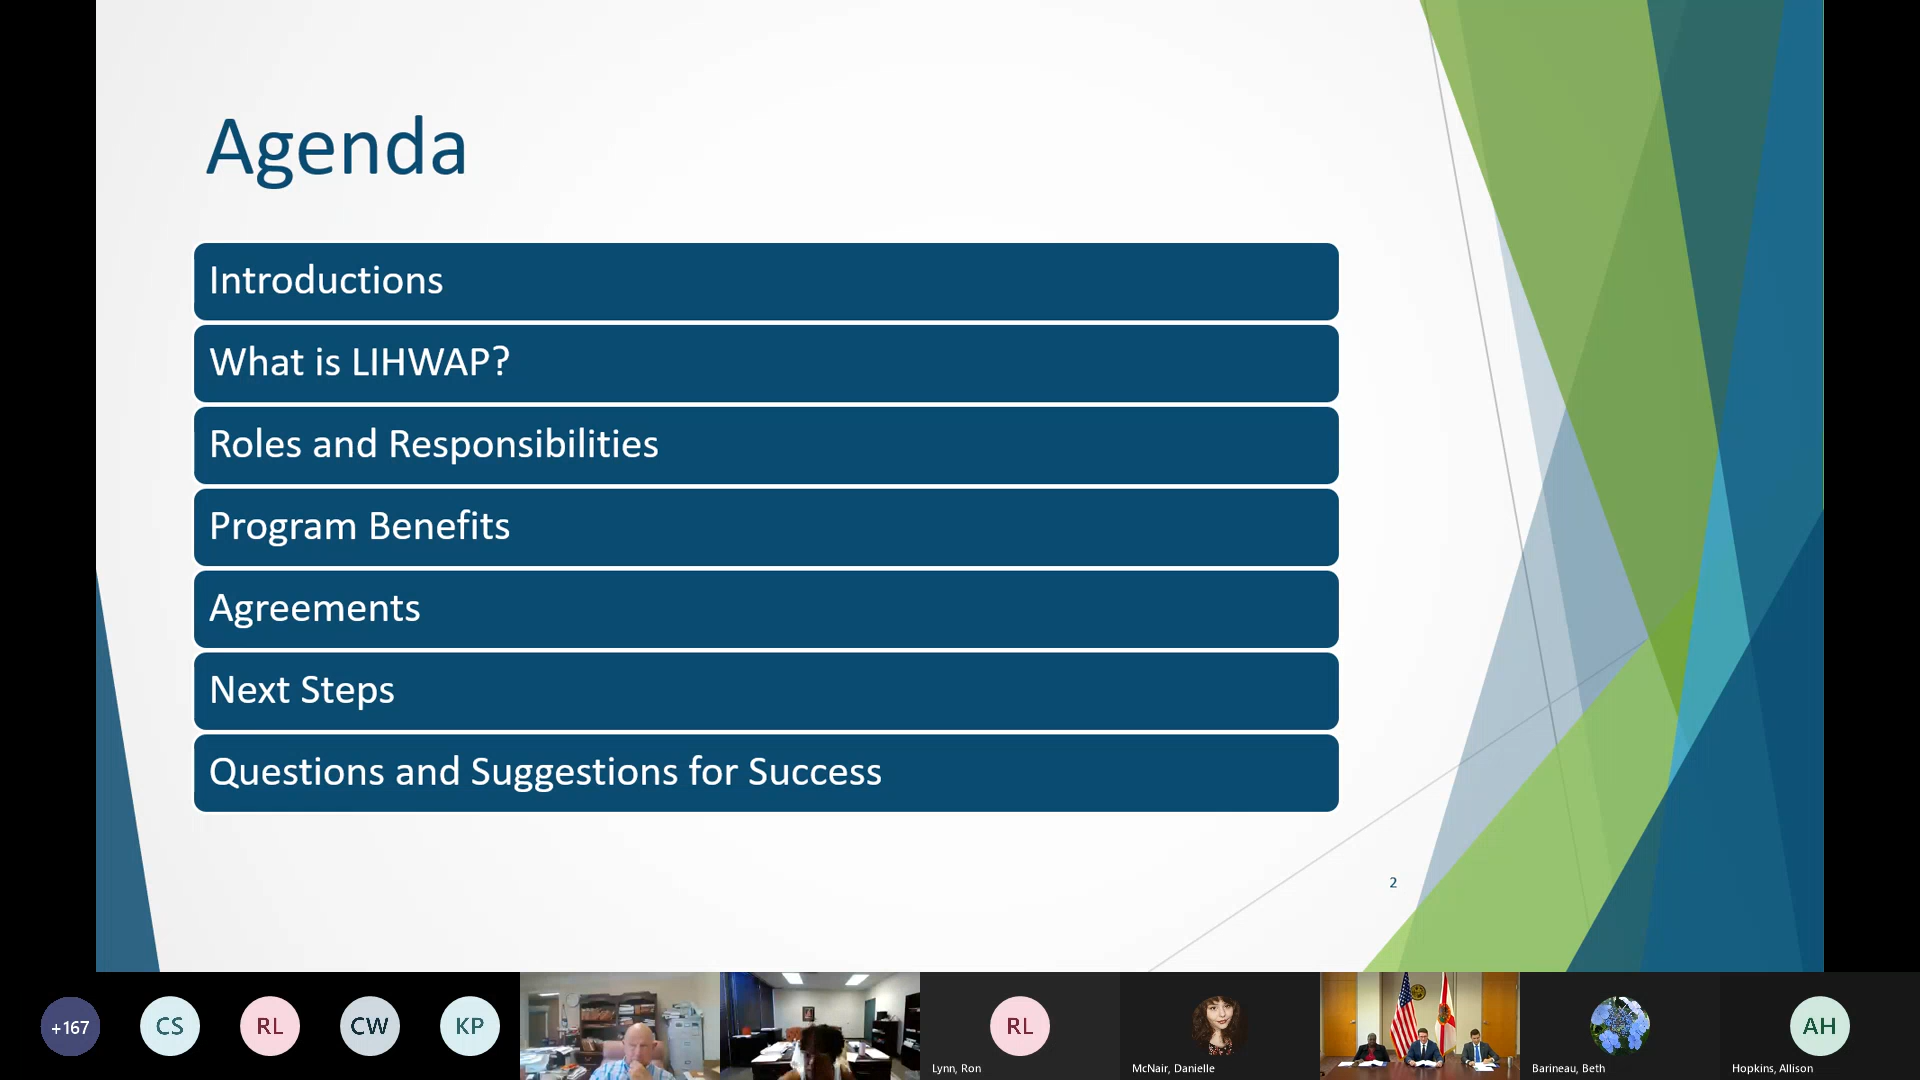 Agenda
Introductions
What is LIHWAP?
Roles and Responsibilities
Program Benefits
Agreements
Next Steps
Questions and Suggestions for Success
2
+167
CS
RL
CW
KP
RL
AH
Lynn, Ron
McNair, Danielle
Barineau, Beth
Hopkins, Allison